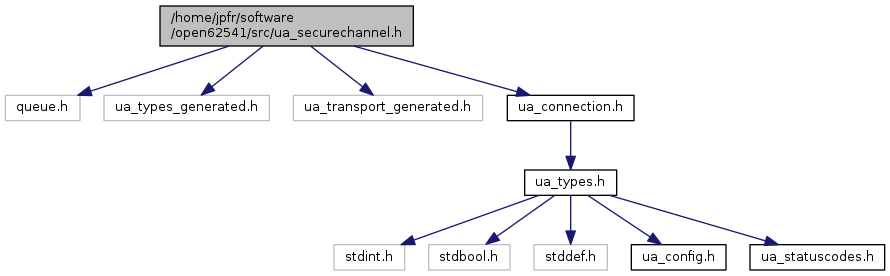 /home/jpfr/software
/open62541/src/ua_securechannel.h
queue.h
ua_types_generated.h
ua_transport_generated.h
ua_connection.h
ua_types.h
stdint.h
stdbool.h
stddef.h
ua_config.h
ua_statuscodes.h